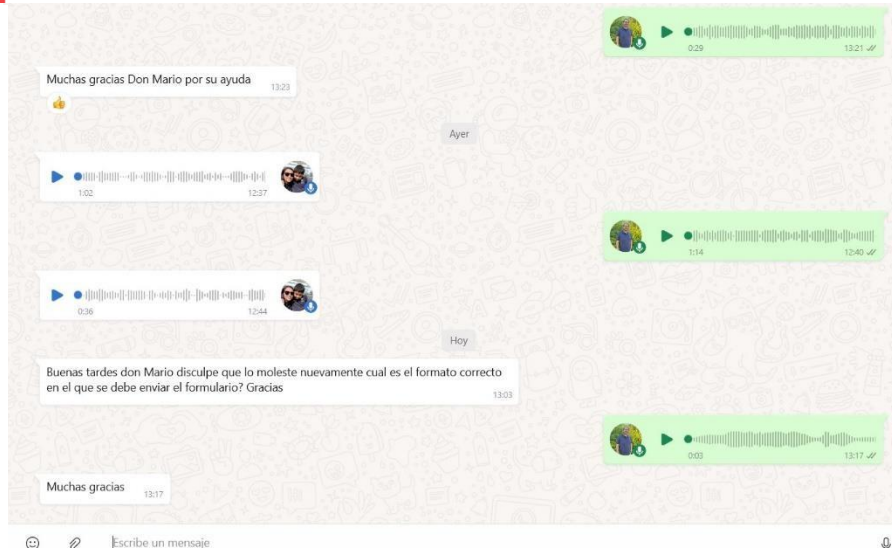 0:29 13:21
Muchas gracias Don Mario por su ayuda 13:23
Ayer
1:02 12:37
1:14 12:40
0:36 12:44
Hoy
Buenas tardes don Mario disculpe que lo moleste nuevamente cual es el formato correcto
en el que se debe enviar el formulario? Gracias 13:03
0:03 13:17
Muchas gracias 13:17
Escribe un mensaje